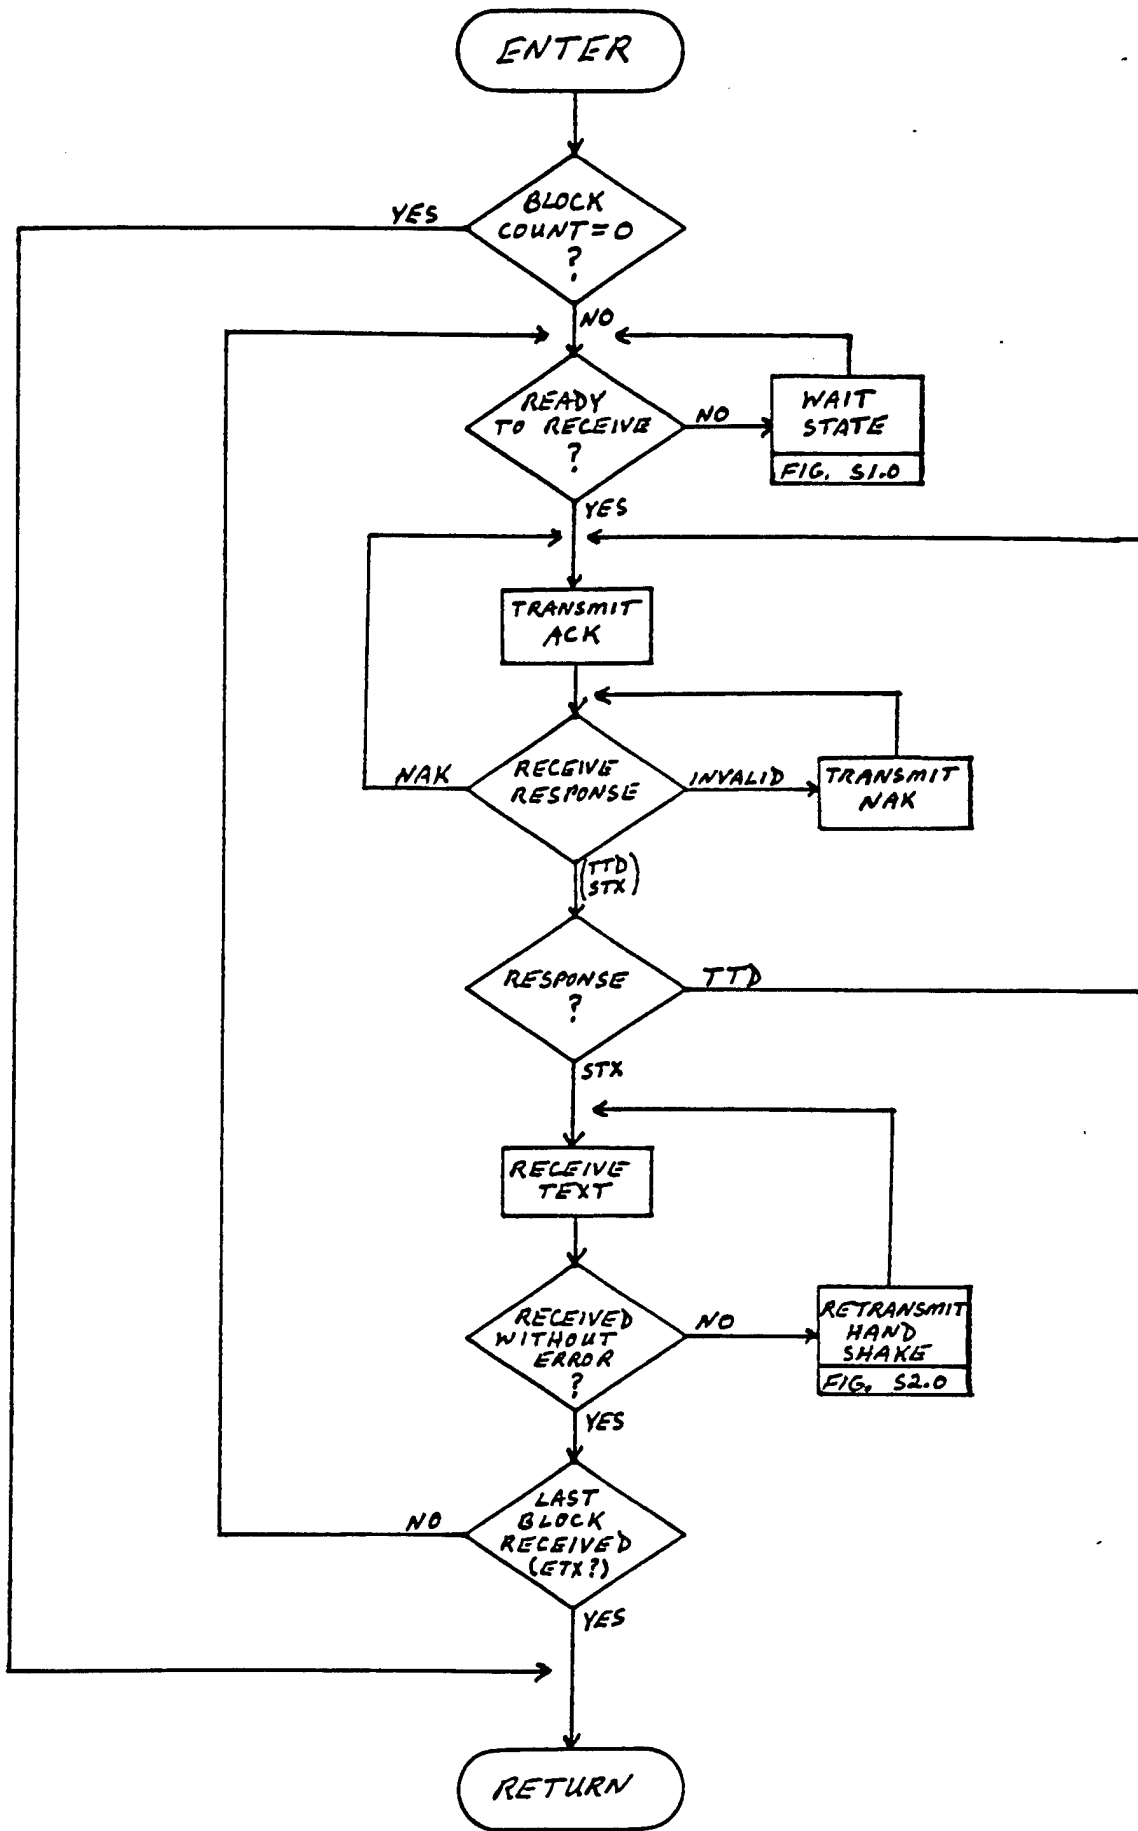 ENTER
BLOCK
COUNT=0
?
YES
NO
READY
TO RECEIVE
?
NO
WAIT
STATE
FIG. S1.0
YES
TRANSMIT
ACK
RECEIVE
RESPONSE
NAK
INVALID
TRANSMIT
NAK
(TTD
STX)
RESPONSE
?
TTD
STX
RECEIVE
TEXT
RECEIVED
WITHOUT
ERROR
?
NO
RETRANSMIT
HAND
SHAKE
FIG. S2.0
YES
LAST
BLOCK
RECEIVED
(ETX?)
NO
YES
RETURN